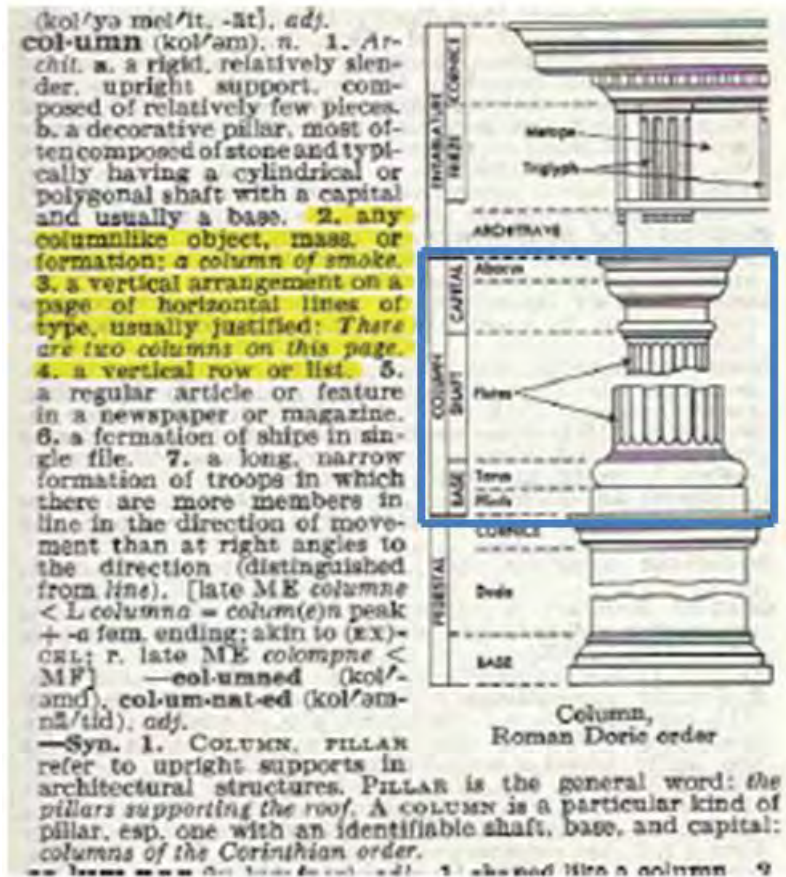 (kol′yə mel′it, -āt), adj.
col·umn (kol′əm), n. 1. Ar-
chit. a. a rigid, relatively slen-
der, upright support, com-
posed of relatively few pieces.
b. a decorative pillar, most of-
ten composed of stone and typi-
cally having a cylindrical or
polygonal shaft with a capital
and usually a base. 2. any
columnlike object, mass, or
formation: a column of smoke.
3. a vertical arrangement on a
page of horizontal lines of
type, usually justified: There
are two columns on this page.
4. a vertical row or list. 5.
a regular article or feature
in a newspaper or magazine.
6. a formation of ships in sin-
gle file. 7. a long, narrow
formation of troops in which
there are more members in
line in the direction of move-
ment than at right angles to
the direction (distinguished
from line). [late ME columne
< L columna = colum(e)n peak
+ -a fem. ending; akin to (EX)-
CEL; r. late ME colompne <
MF] —col·umned (kol′-
əmd), col·um·nat·ed (kol′əm-
nā′tid), adj.
—Syn. 1. COLUMN, PILLAR
refer to upright supports in
architectural structures. PILLAR is the general word: the
pillars supporting the roof. A COLUMN is a particular kind of
pillar, esp. one with an identifiable shaft, base, and capital:
columns of the Corinthian order.
ENTABLATURE
CORNICE
FRIEZE
Metope
Triglyph
ARCHITRAVE
COLUMN
CAPITAL
Abacus
SHAFT
Flutes
BASE
Torus
Plinth
PEDESTAL
CORNICE
Dado
BASE
Column,
Roman Doric order